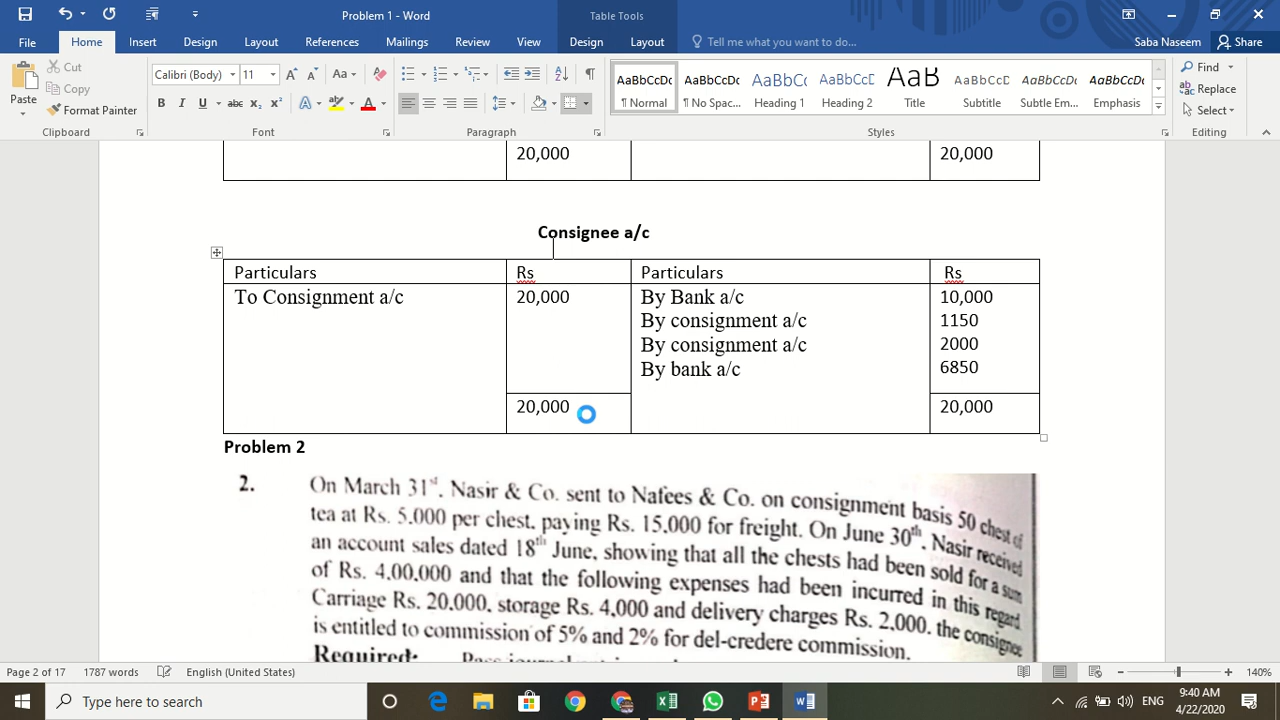 Problem 1 - Word
Table Tools
Saba Naseem
Share
File
Home
Insert
Design
Layout
References
Mailings
Review
View
Design
Layout
Tell me what you want to do...
Paste
Cut
Copy
Format Painter
Clipboard
Calibri (Body)
11
Font
Paragraph
AaBbCcDc
¶ Normal
AaBbCcDc
¶ No Spac...
AaBbCc
Heading
AaBbCcD
Heading 2
AaB
Title
AaBbCcD
Subtitle
AaBbCcDt
Subtle Em...
AaBbCcDt
Emphasis
Styles
Find
Replace
Select
Editing
20,000 20,000
Consignee a/c
Particulars Rs Particulars Rs
To Consignment a/c 20,000 By Bank a/c 10,000
By consignment a/c 1150
By consignment a/c 2000
By bank a/c 6850
20,000 20,000
Problem 2
2. On March 31st. Nasir & Co. sent to Nafees & Co. on consignment basis 50 chest of
tea at Rs. 5.000 per chest, paying Rs. 15.000 for freight. On June 30th, Nasir received
an account sales dated 18th June, showing that all the chests had been sold for a sum
of Rs. 4,00,000 and that the following expenses had been incurred in this regard
Carriage Rs. 20.000, storage Rs. 4,000 and delivery charges Rs. 2,000. the consignee
is entitled to commission of 5% and 2% for del-credere commission.
Required:
Page 2 of 17
1787 words
English (United States)
140%
Type here to search
ENG
9:40 AM
4/22/2020